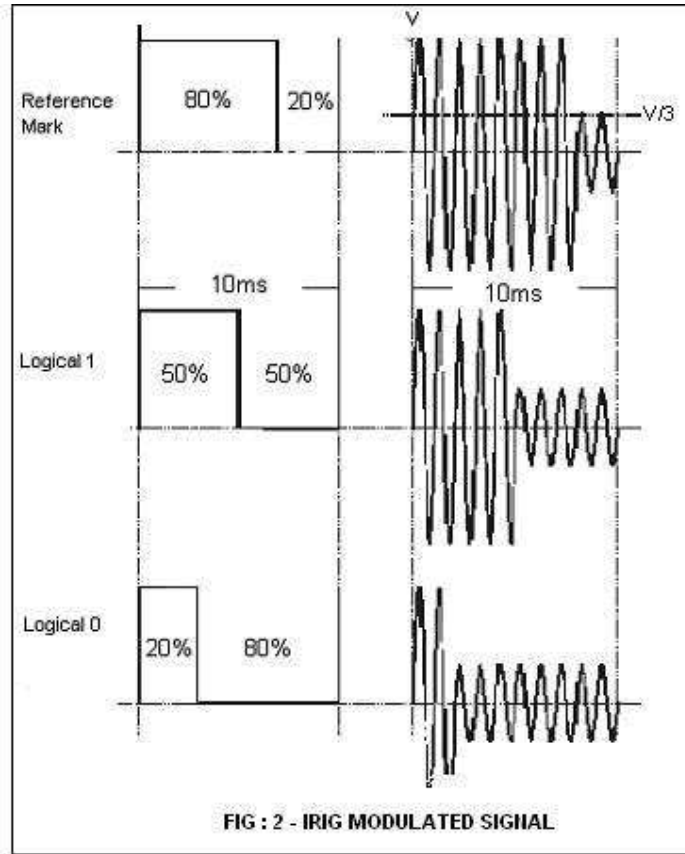 V
Reference
Mark
80%
20%
V/3
10ms
10ms
Logical 1
50%
50%
Logical 0
20%
80%
FIG : 2 - IRIG MODULATED SIGNAL